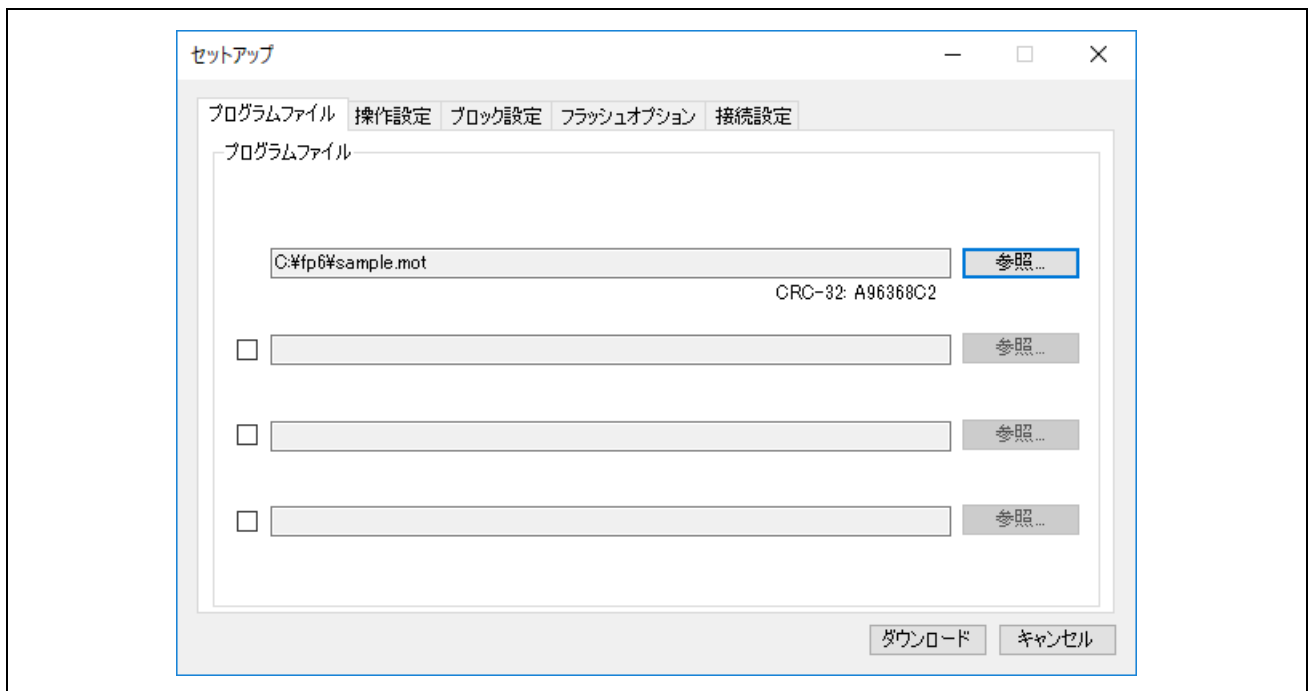 セットアップ
プログラムファイル 操作設定 ブロック設定 フラッシュオプション 接続設定
プログラムファイル
C:¥fp6¥sample.mot 参照...
CRC-32: A96368C2
参照...
参照...
参照...
ダウンロード キャンセル